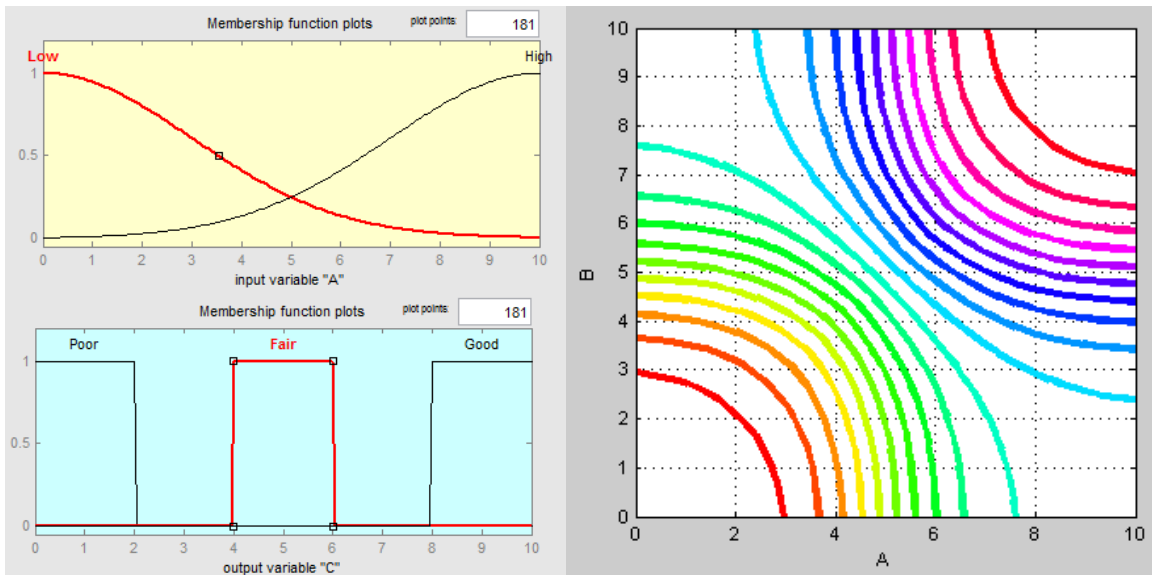 Membership function plots
plot points: 181
Low High
1
0.5
0
0 1 2 3 4 5 6 7 8 9 10
input variable "A"
Membership function plots
plot points: 181
Poor Fair Good
1
0.5
0
0 1 2 3 4 5 6 7 8 9 10
output variable "C"
10
9
8
7
6
5
4
3
2
1
0
B
0 2 4 6 8 10
A